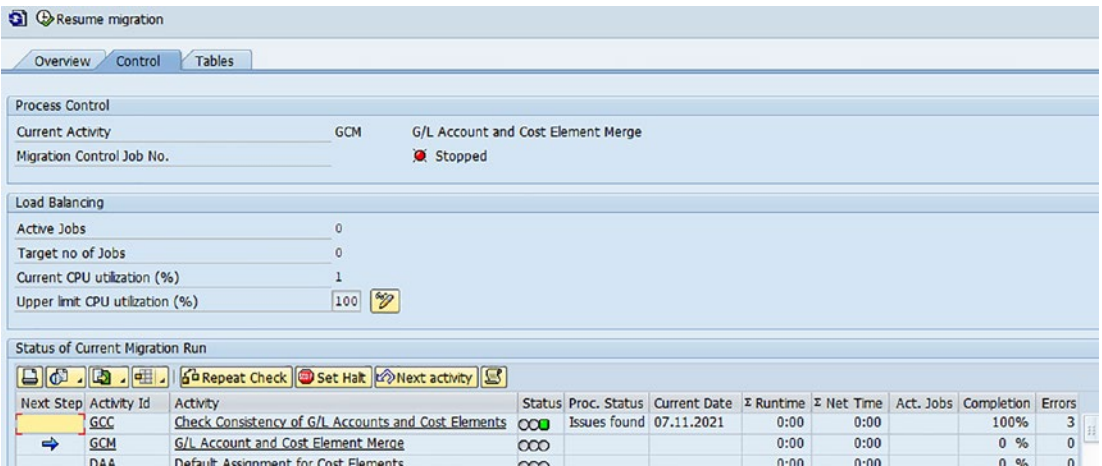 Resume migration
Overview Control Tables
Process Control
Current Activity GCM G/L Account and Cost Element Merge
Migration Control Job No. Stopped
Load Balancing
Active Jobs 0
Target no of Jobs 0
Current CPU utilization (%) 1
Upper limit CPU utilization (%) 100
Status of Current Migration Run
Repeat Check Set Halt Next activity
Next Step Activity Id Activity Status Proc. Status Current Date Σ Runtime Σ Net Time Act. Jobs Completion Errors
GCC Check Consistency of G/L Accounts and Cost Elements Issues found 07.11.2021 0:00 0:00 100% 3
GCM G/L Account and Cost Element Merge 0:00 0:00 0 % 0
DAA Default Assignment for Cost Elements 0:00 0:00 0 % 0